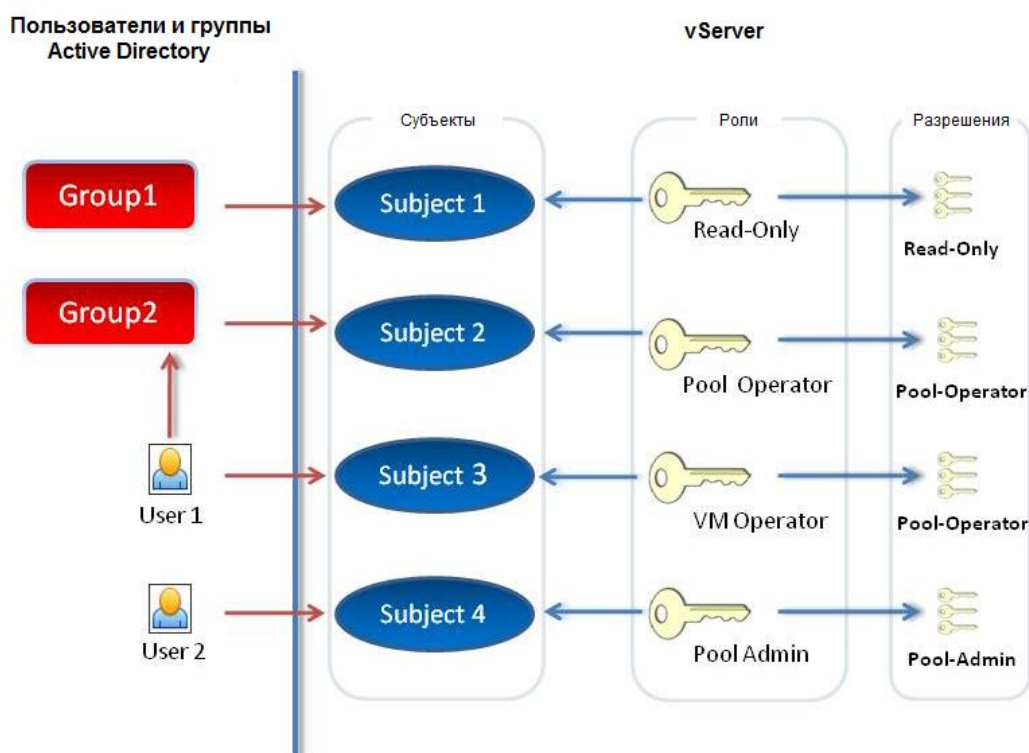 Пользователи и группы
Active Directory
vServer
Субъекты
Роли
Разрешения
Group1
Subject 1
Read-Only
Read-Only
Group2
Subject 2
Pool Operator
Pool-Operator
User 1
Subject 3
VM Operator
Pool-Operator
User 2
Subject 4
Pool Admin
Pool-Admin